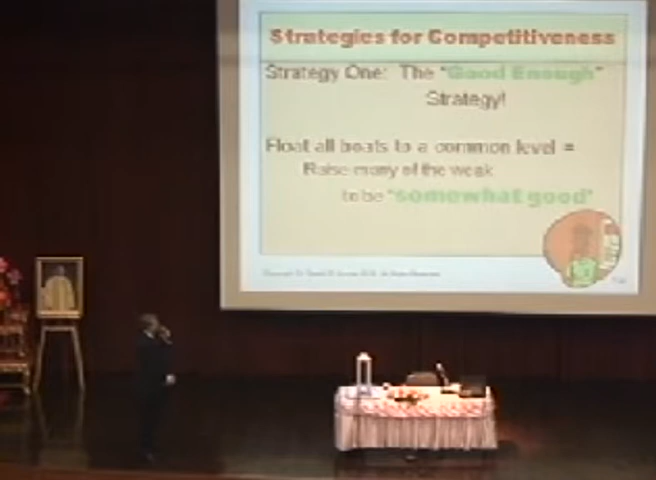 Strategies for Competitiveness
Strategy One: The "Good Enough"
Strategy!
Float all boats to a common level =
Raise many of the weak
to be "somewhat good"